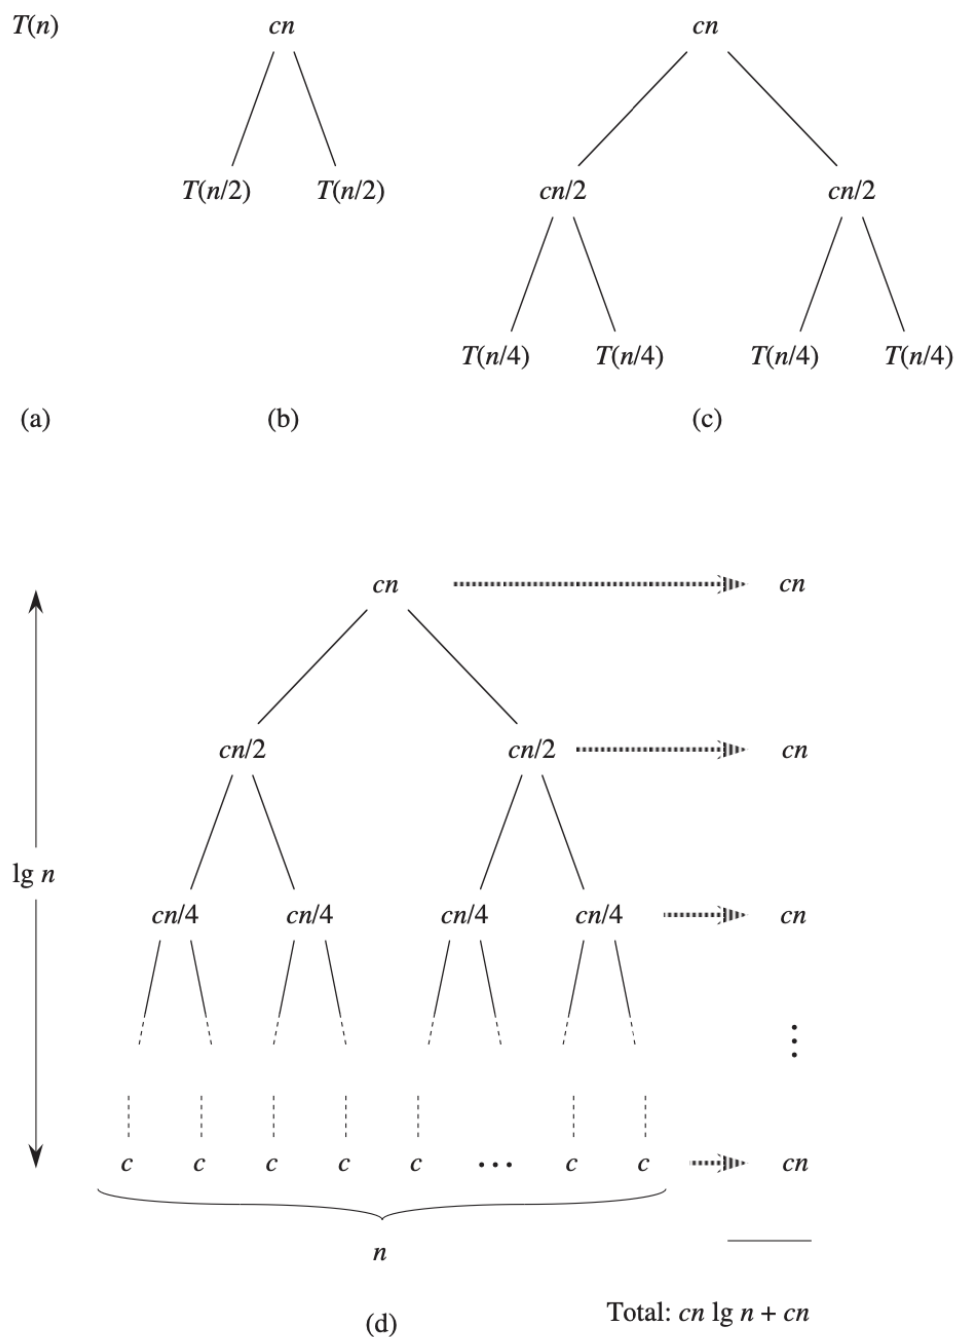 T(n) cn cn
T(n/2) T(n/2) cn/2 cn/2
T(n/4) T(n/4) T(n/4) T(n/4)
(a) (b) (c)
cn cn
cn/2 cn/2 cn
lg n
cn/4 cn/4 cn/4 cn/4 cn
⋮
c c c c c ... c c cn
n
Total: cn lg n + cn
(d)